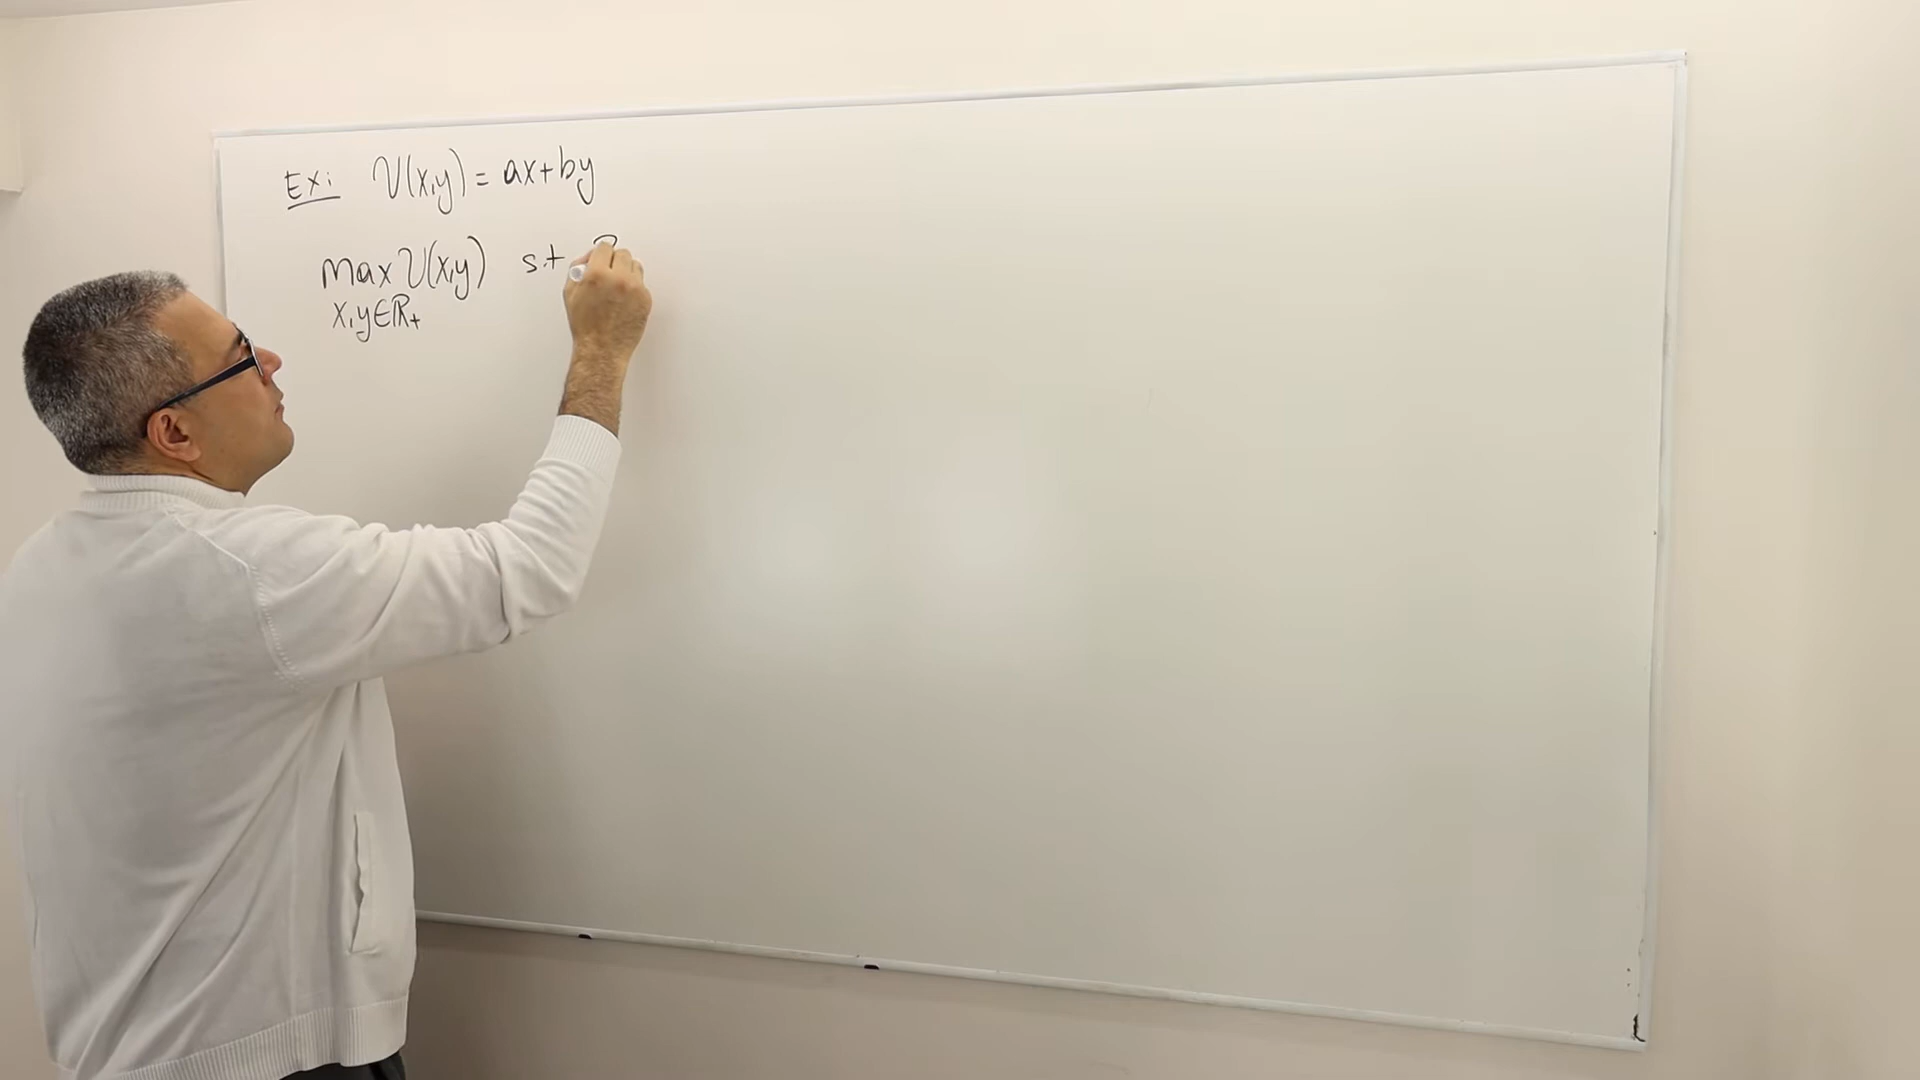 Ex: U(x,y) = ax+by
max U(x,y) s.t
x,y∈ℝ₊